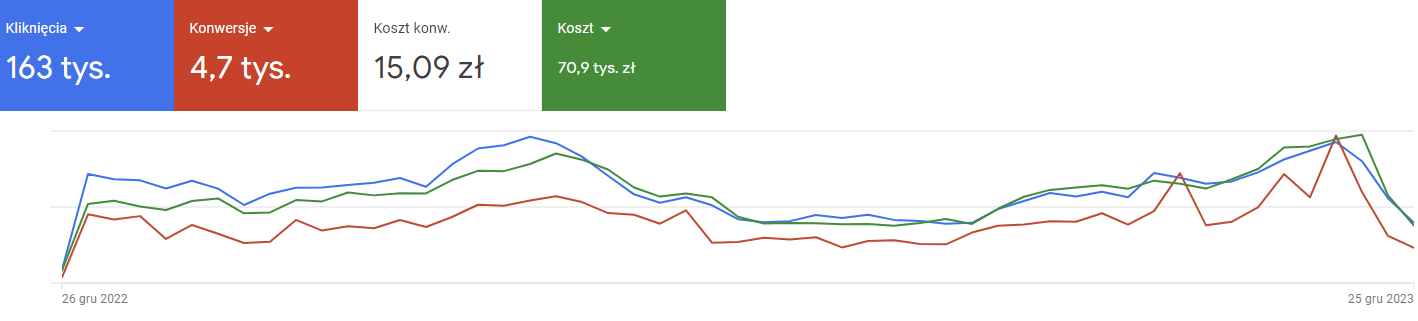 Kliknięcia
163 tys.
Konwersje
4,7 tys.
Koszt konw.
15,09 zł
Koszt
70,9 tys. zł
26 gru 2022
25 gru 2023